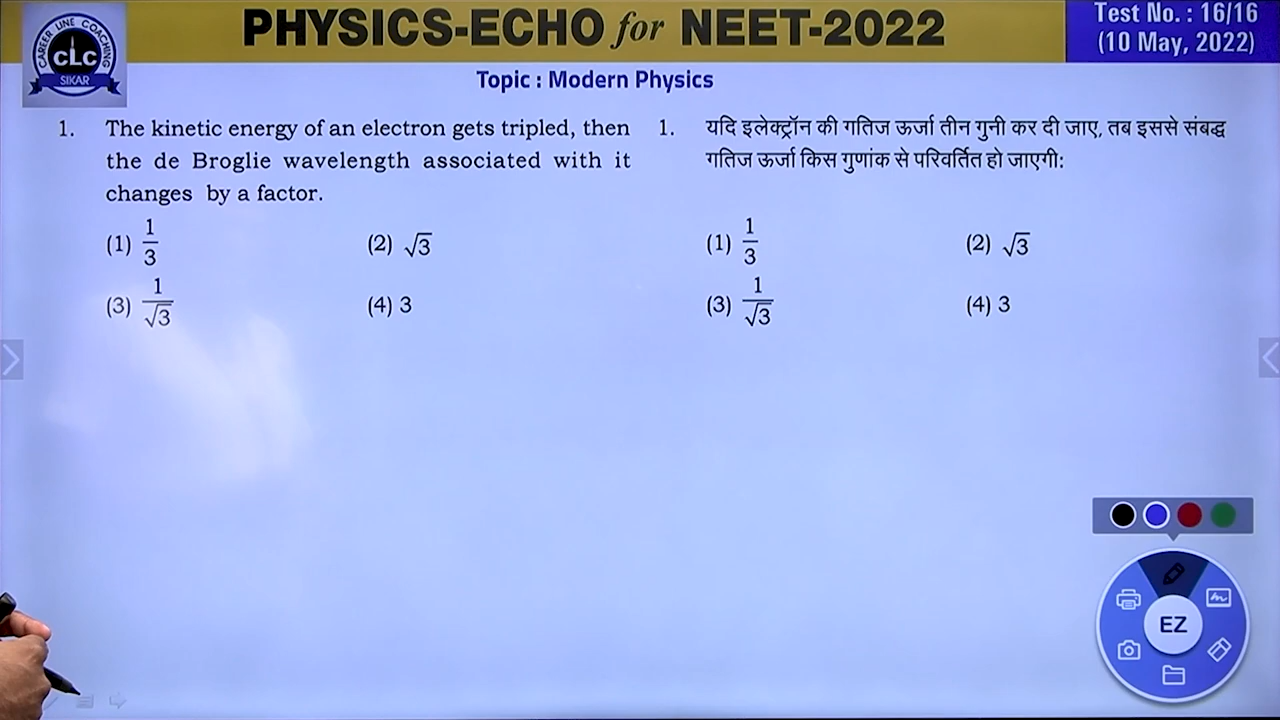 PHYSICS-ECHO for NEET-2022
Test No. : 16/16
(10 May, 2022)
CAREER LINE COACHING
CLC
SIKAR
Topic : Modern Physics
1. The kinetic energy of an electron gets tripled, then
the de Broglie wavelength associated with it
changes by a factor.
(1) 1/3 (2) √3
(3) 1/√3 (4) 3
1. यदि इलेक्ट्रॉन की गतिज ऊर्जा तीन गुनी कर दी जाए, तब इससे संबद्ध
गतिज ऊर्जा किस गुणांक से परिवर्तित हो जाएगी:
(1) 1/3 (2) √3
(3) 1/√3 (4) 3
EZ